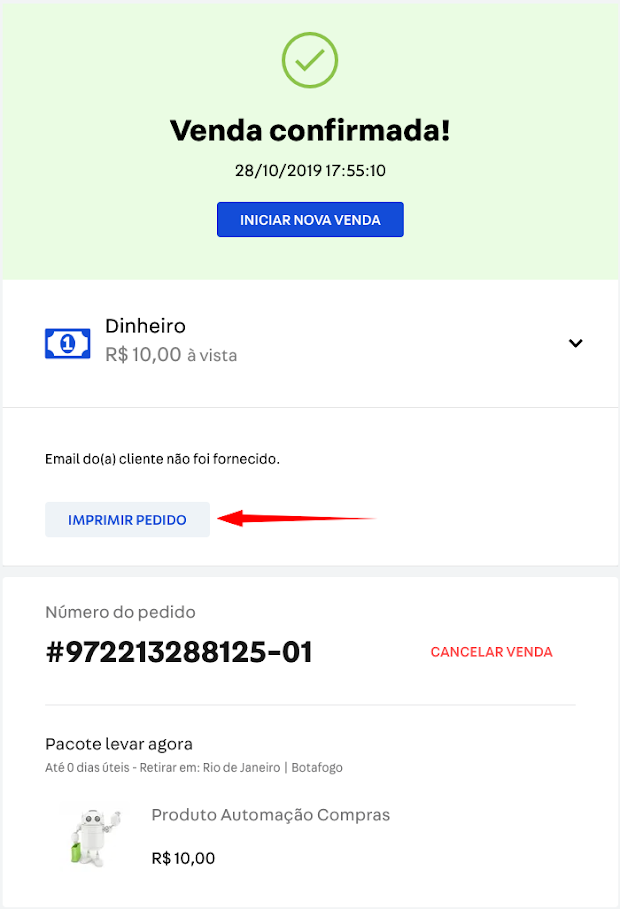 Venda confirmada!
28/10/2019 17:55:10
INICIAR NOVA VENDA
1
Dinheiro
R$ 10,00 à vista
Email do(a) cliente não foi fornecido.
IMPRIMIR PEDIDO
Número do pedido
#972213288125-01
CANCELAR VENDA
Pacote levar agora
Até 0 dias úteis - Retirar em: Rio de Janeiro | Botafogo
Produto Automação Compras
R$ 10,00